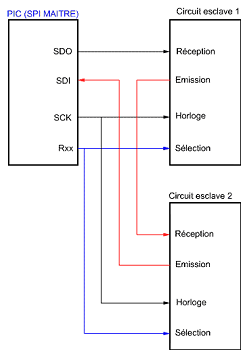 PIC (SPI MAITRE)
SDO
SDI
SCK
Rxx
Circuit esclave 1
Réception
Emission
Horloge
Sélection
Circuit esclave 2
Réception
Emission
Horloge
Sélection